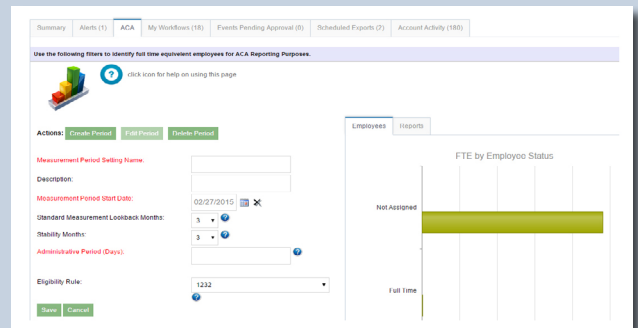 Summary Alerts (1) ACA My Workflows (18) Events Pending Approval (0) Scheduled Exports (7) Account Activity (180)
Use the following filters to identify full time equivelent employees for ACA Reporting Purposes.
? click icon for help on using this page
Actions: Create Period Edit Period Delete Period
Measurement Period Setting Name:
Description:
Measurement Period Start Date: 02/27/2015
Standard Measurement Lookback Months: 3 ?
Stability Months: 3 ?
Administrative Period (Days): ?
Eligibility Rule: 1232
?
Save Cancel
Employees Reports
FTE by Employee Status
Not Assigned
Full Time